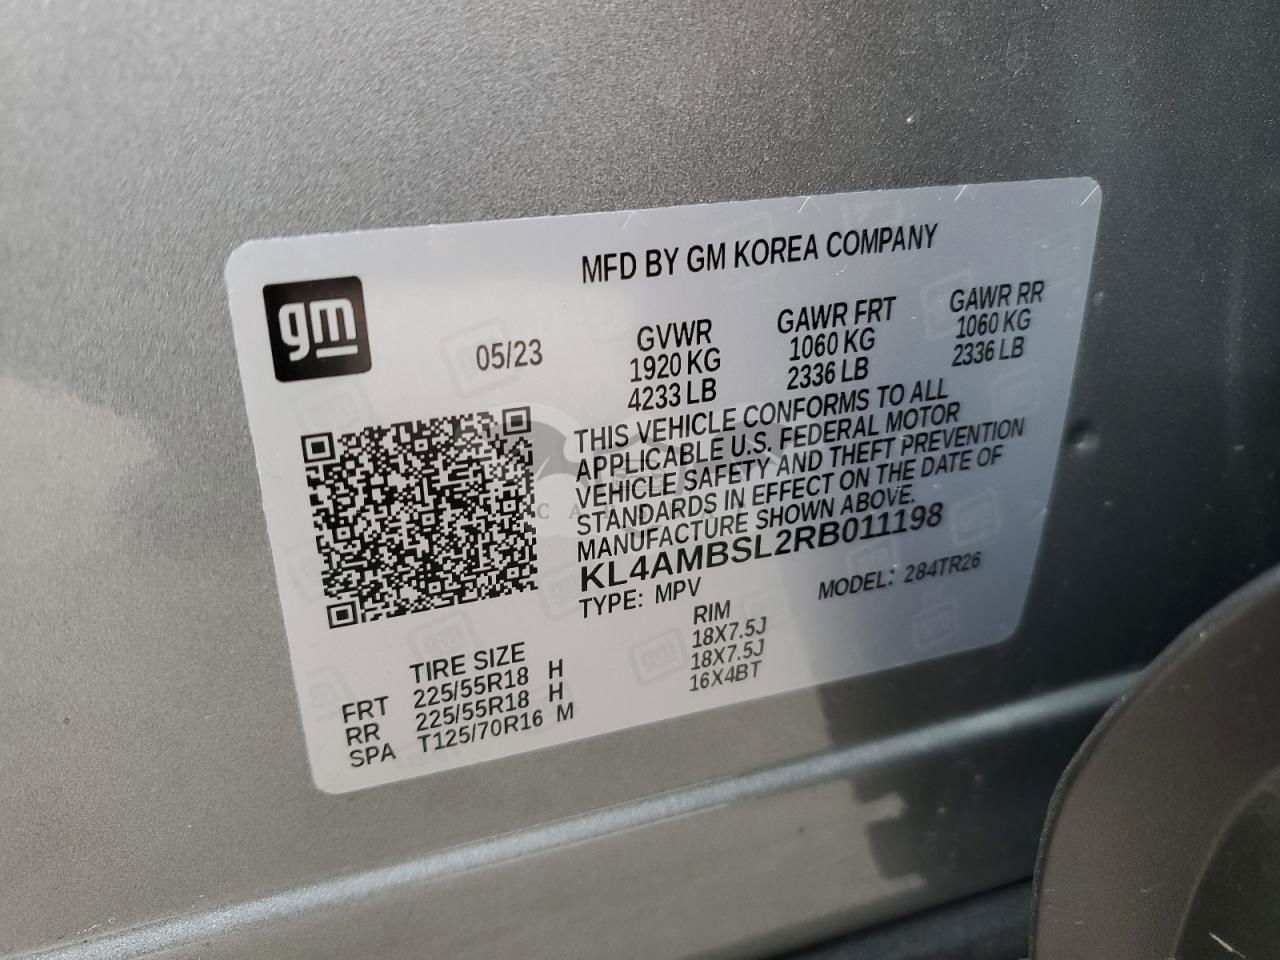 gm
MFD BY GM KOREA COMPANY
05/23
GVWR
1920 KG
4233 LB
GAWR FRT
1060 KG
2336 LB
GAWR RR
1060 KG
2336 LB
THIS VEHICLE CONFORMS TO ALL
APPLICABLE U.S. FEDERAL MOTOR
VEHICLE SAFETY AND THEFT PREVENTION
STANDARDS IN EFFECT ON THE DATE OF
MANUFACTURE SHOWN ABOVE.
KL4AMBSL2RB011198
TYPE: MPV MODEL: 284TR26
TIRE SIZE RIM
FRT 225/55R18 H 18X7.5J
RR 225/55R18 H 18X7.5J
SPA T125/70R16 M 16X4BT